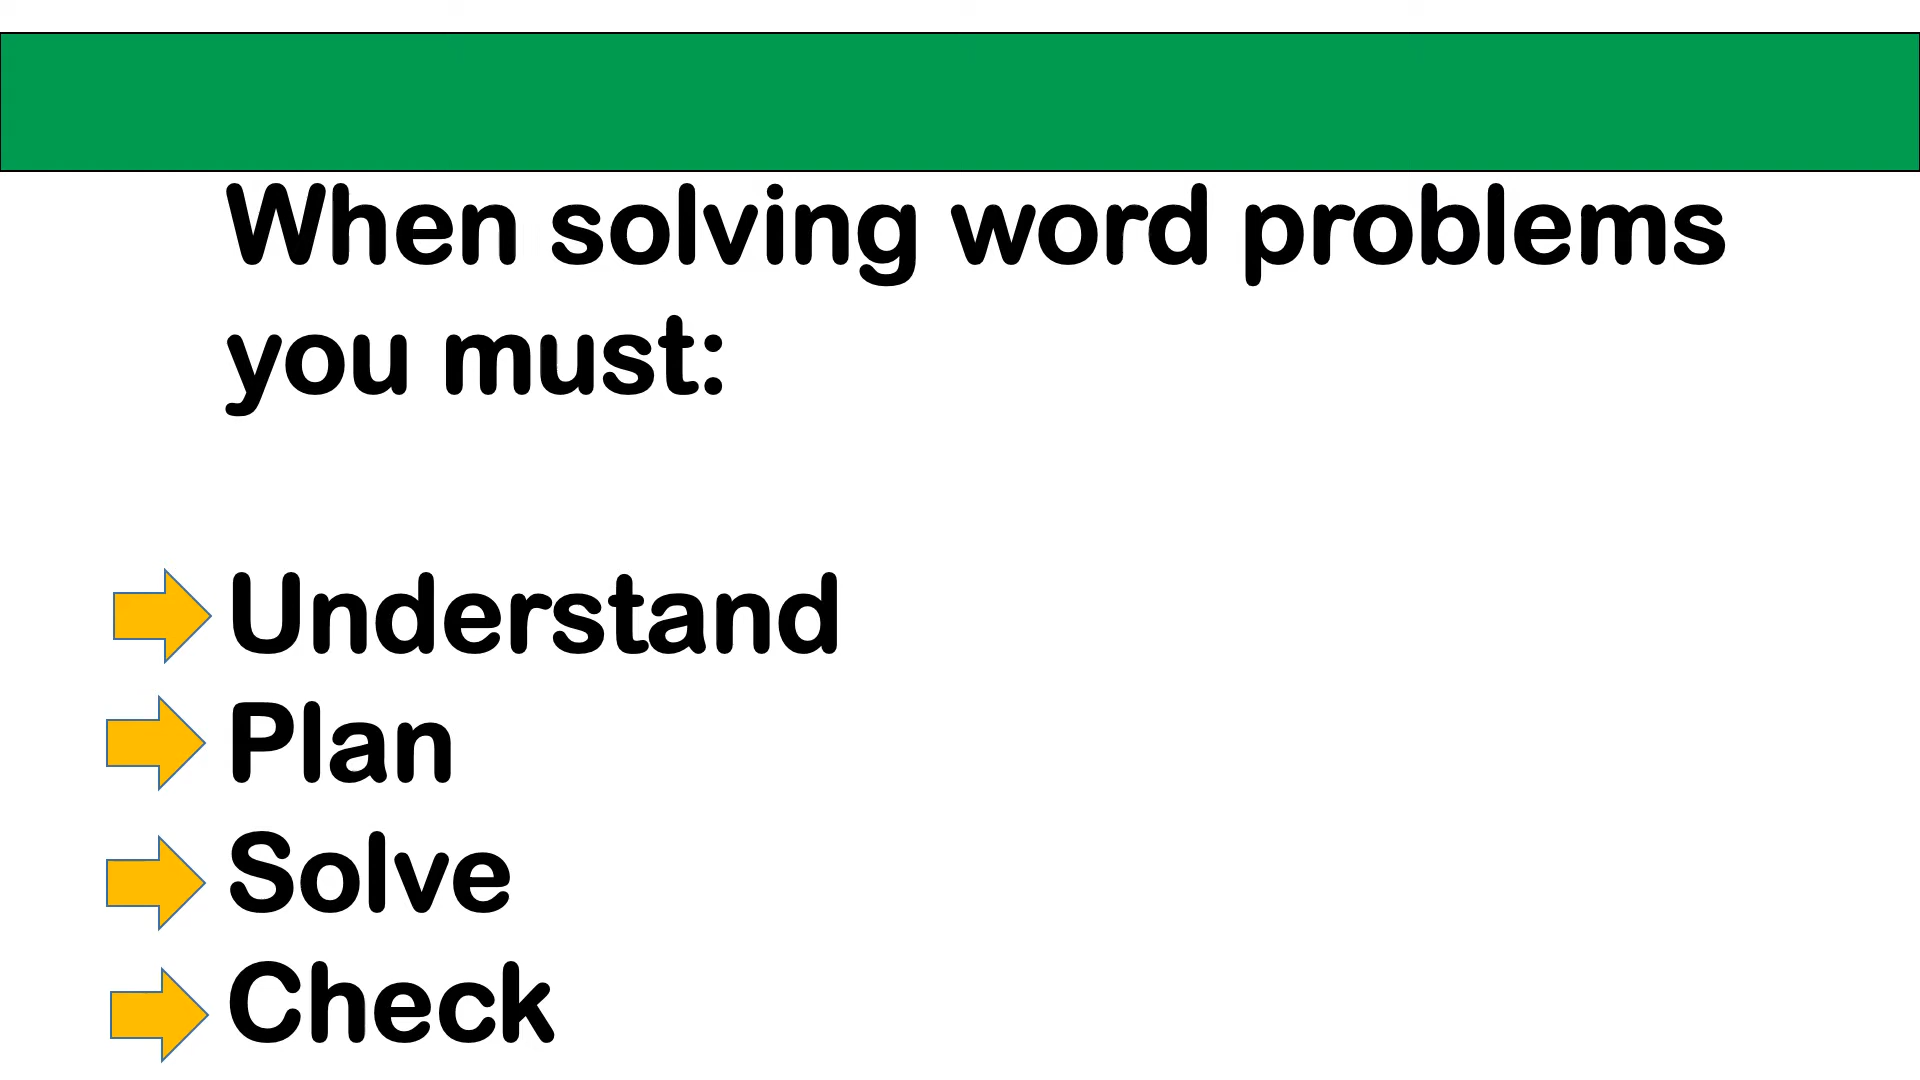 When solving word problems
you must:
Understand
Plan
Solve
Check